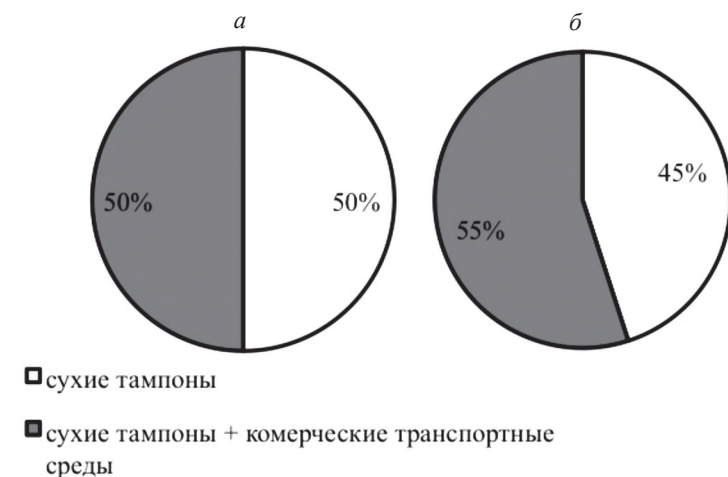 а
б
50%
50%
45%
55%
сухие тампоны
сухие тампоны + комерческие транспортные
среды